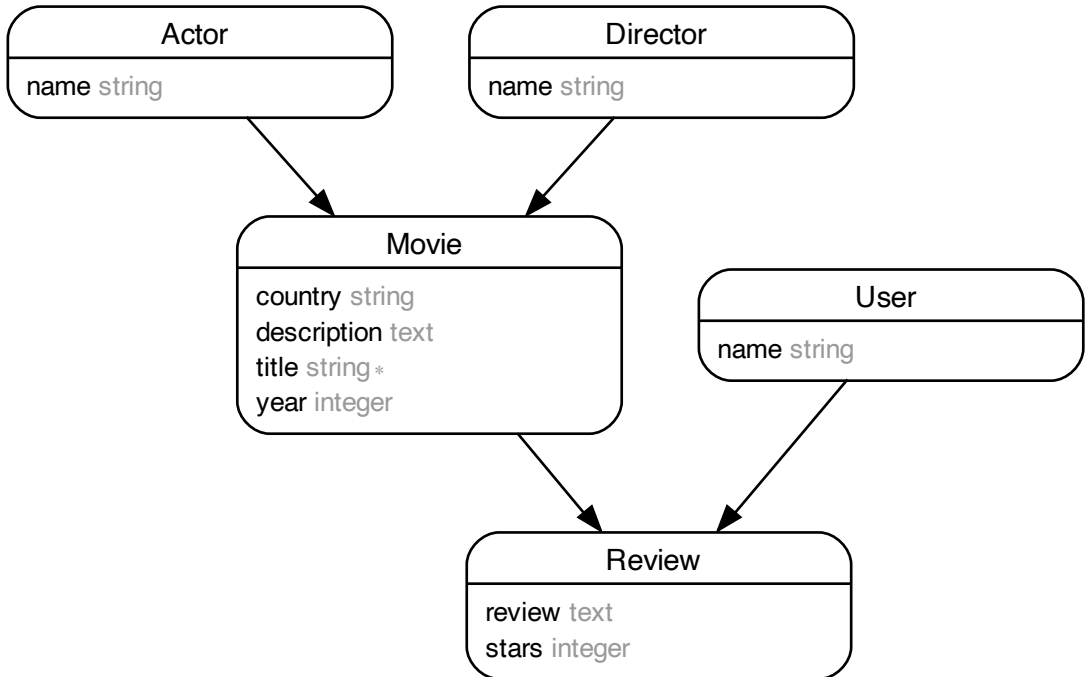 Actor
name string
Director
name string
Movie
country string
description text
title string *
year integer
User
name string
Review
review text
stars integer